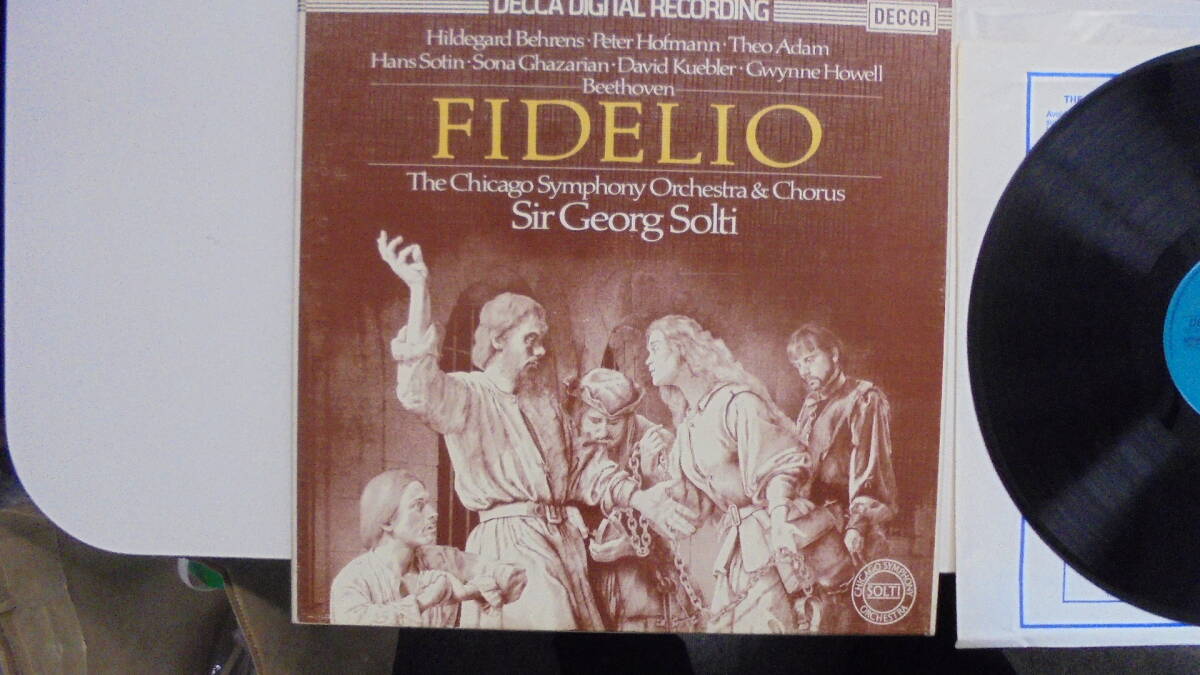 DECCA DIGITAL RECORDING
DECCA
Hildegard Behrens · Peter Hofmann · Theo Adam
Hans Sotin · Sona Ghazarian · David Kuebler · Gwynne Howell
Beethoven
FIDELIO
The Chicago Symphony Orchestra & Chorus
Sir Georg Solti
CHICAGO SYMPHONY
SOLTI
ORCHESTRA